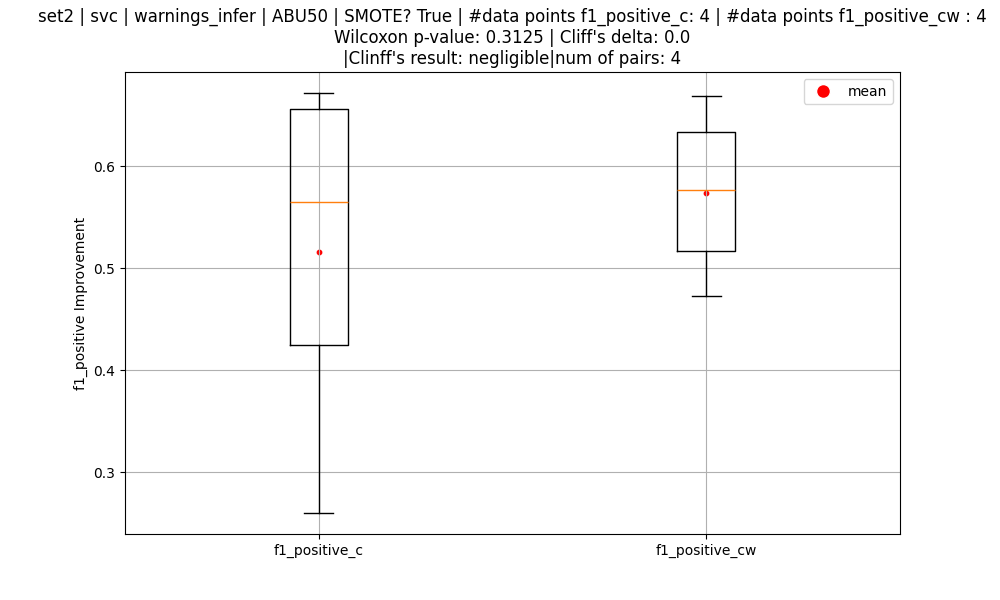 set2 | svc | warnings_infer | ABU50 | SMOTE? True | #data points f1_positive_c: 4 | #data points f1_positive_cw : 4
Wilcoxon p-value: 0.3125 | Cliff's delta: 0.0
|Clinff's result: negligible|num of pairs: 4
mean
f1_positive Improvement
0.6
0.5
0.4
0.3
f1_positive_c
f1_positive_cw